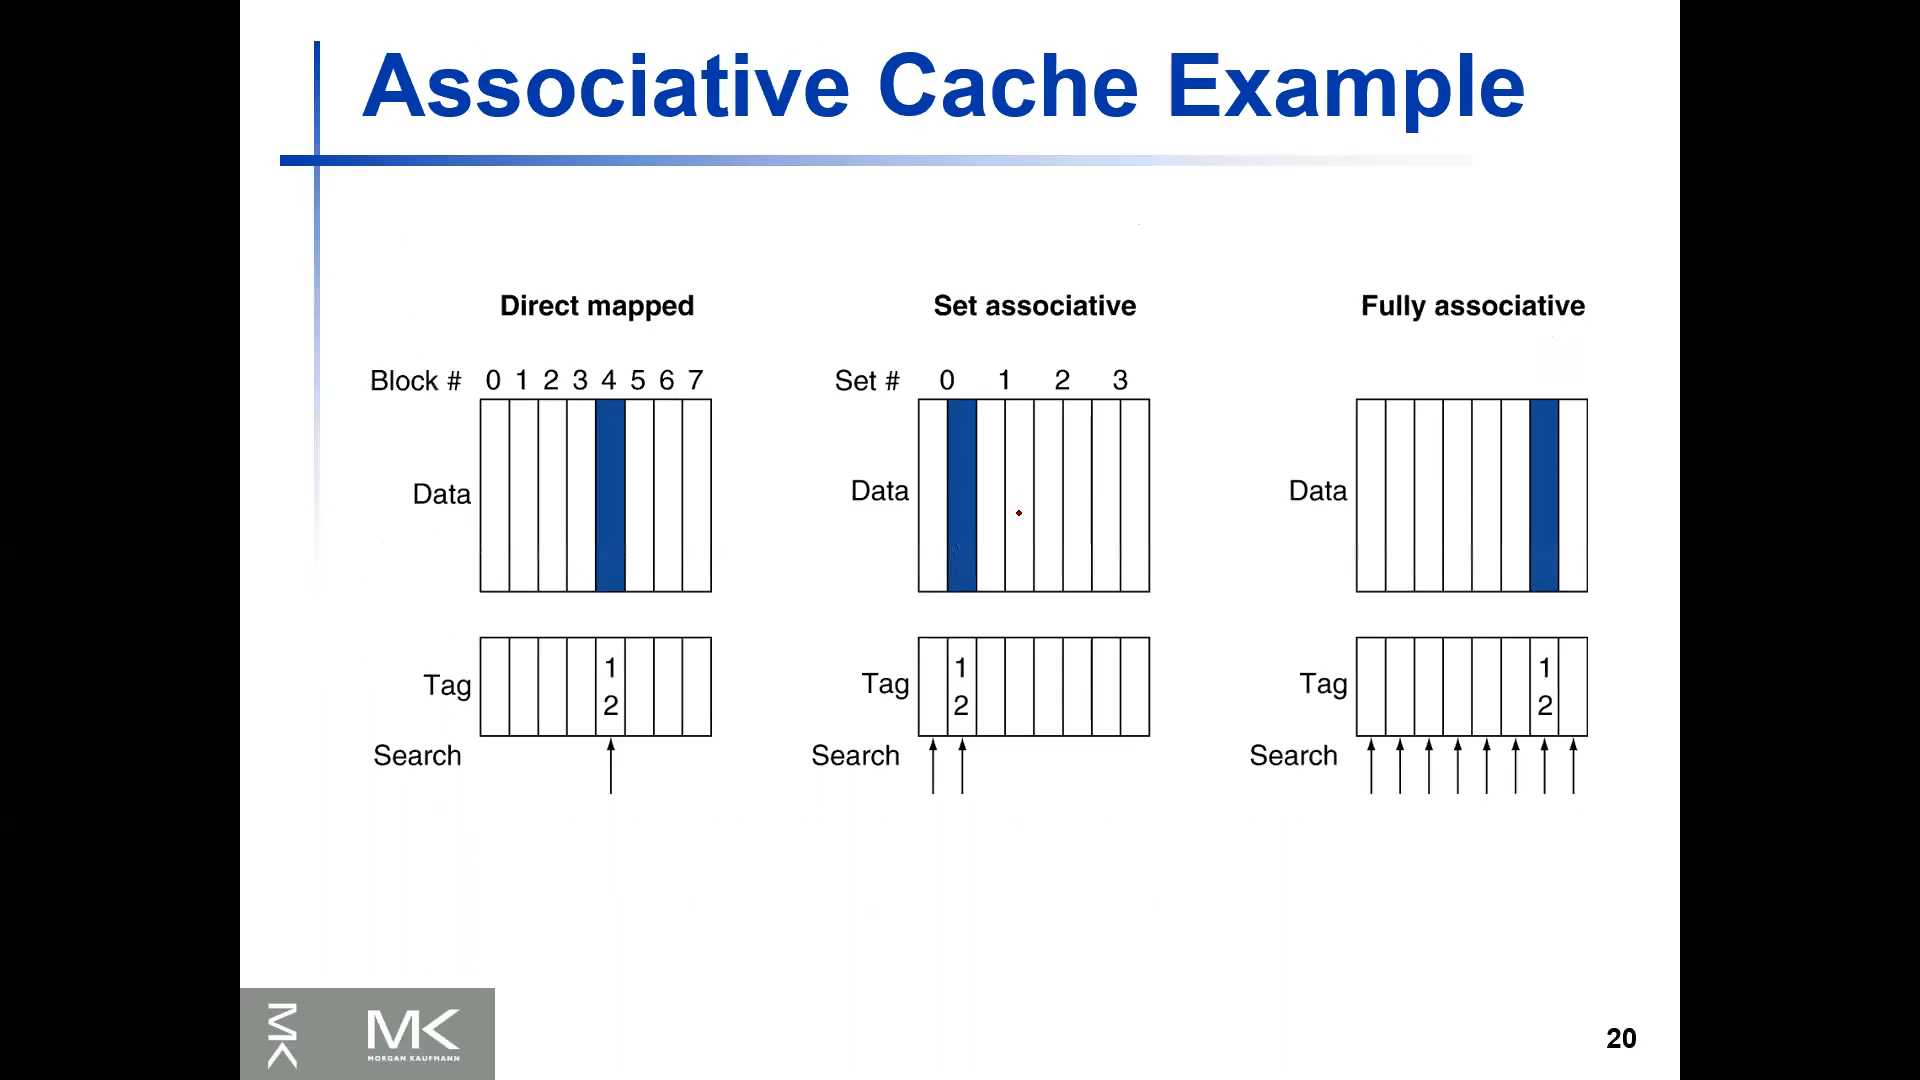 Associative Cache Example
Direct mapped
Block # 0 1 2 3 4 5 6 7
Data
Tag
1
2
Search
Set associative
Set # 0 1 2 3
Data
Tag
1
2
Search
Fully associative
Data
Tag
1
2
Search
MK
MK
MORGAN KAUFMANN
20